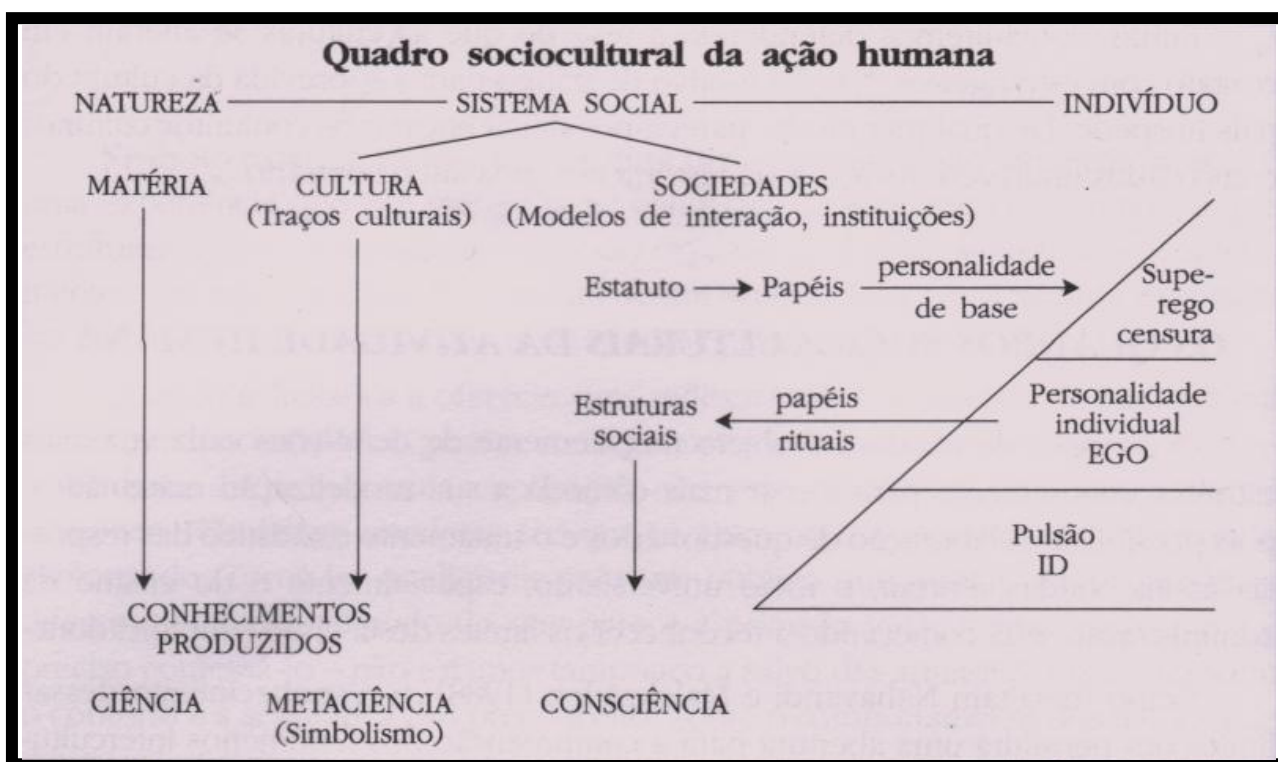 Quadro sociocultural da ação humana
NATUREZA SISTEMA SOCIAL INDIVÍDUO
MATÉRIA CULTURA SOCIEDADES
(Traços culturais) (Modelos de interação, instituições)
Estatuto Papéis personalidade
de base
Supe-
rego
censura
Estruturas
sociais
papéis
rituais
Personalidade
individual
EGO
Pulsão
ID
CONHECIMENTOS
PRODUZIDOS
CIÊNCIA METACIÊNCIA CONSCIÊNCIA
(Simbolismo)